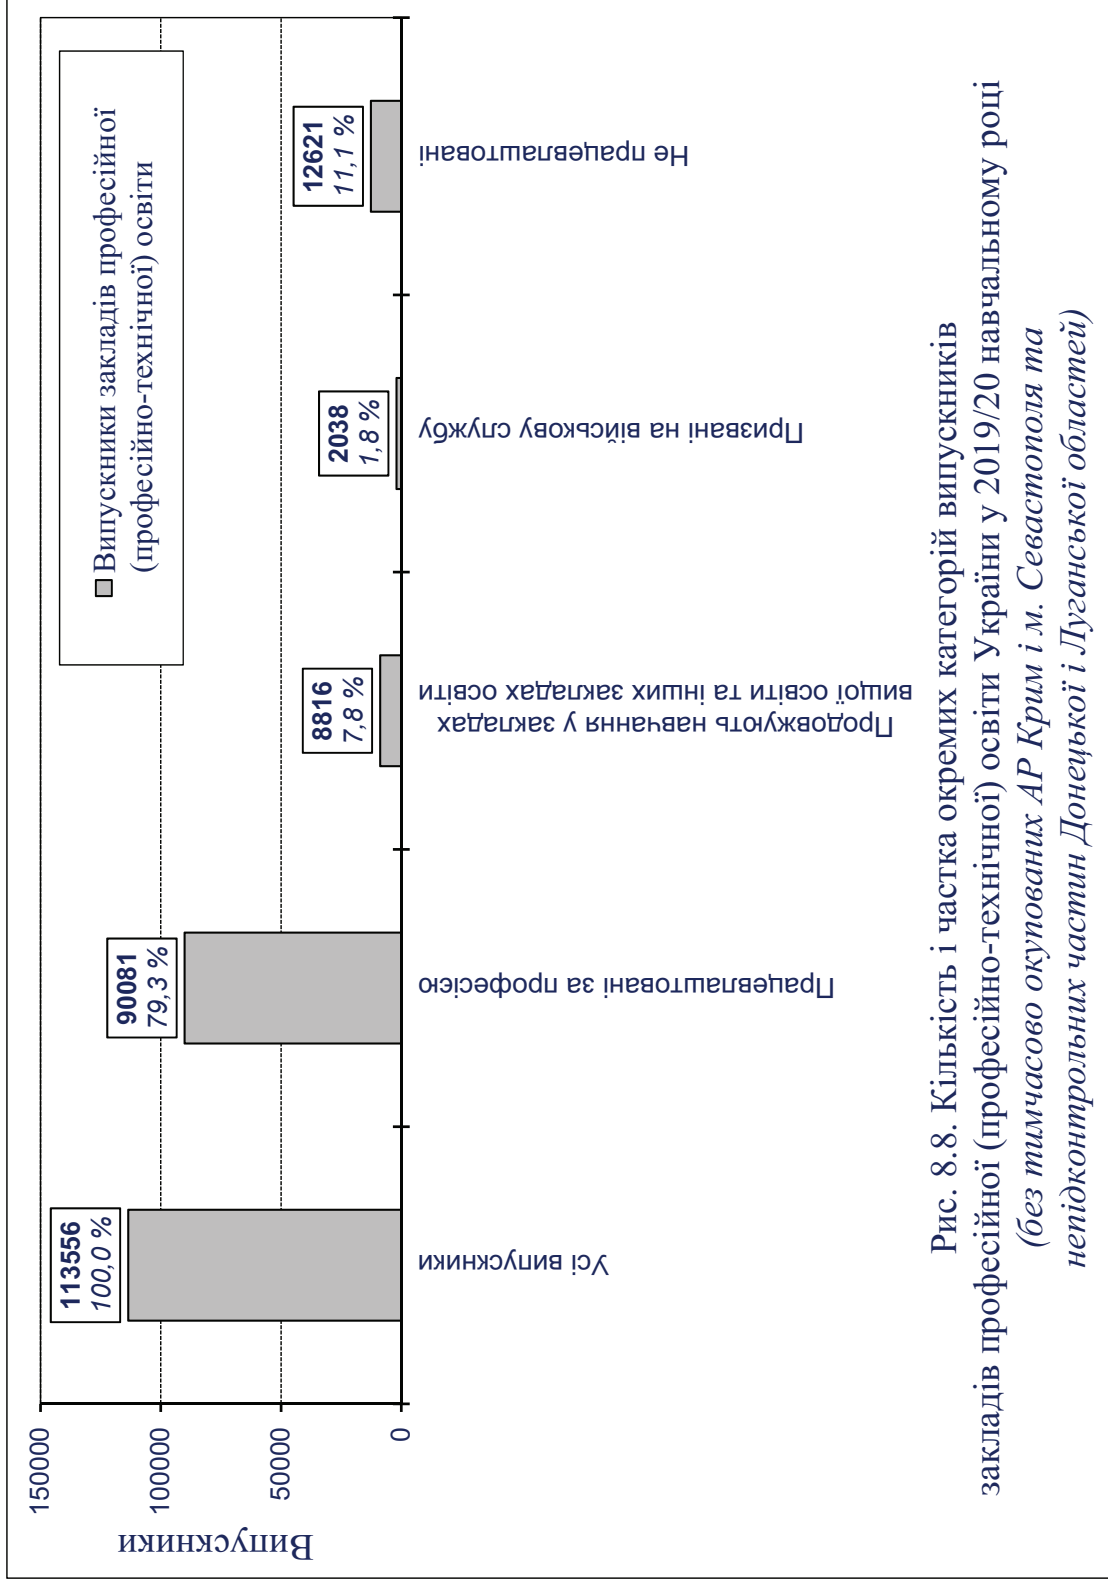 Випускники
150000
100000
50000
0
Випускники закладів професійної
(професійно-технічної) освіти
113556
100,0 %
90081
79,3 %
8816
7,8 %
2038
1,8 %
12621
11,1 %
Усі випускники
Працевлаштовані за професією
Продовжують навчання у закладах
вищої освіти та інших закладах освіти
Призвані на військову службу
Не працевлаштовані
Рис. 8.8. Кількість і частка окремих категорій випускників
закладів професійної (професійно-технічної) освіти України у 2019/20 навчальному році
(без тимчасово окупованих АР Крим і м. Севастополя та
непідконтрольних частин Донецької і Луганської областей)